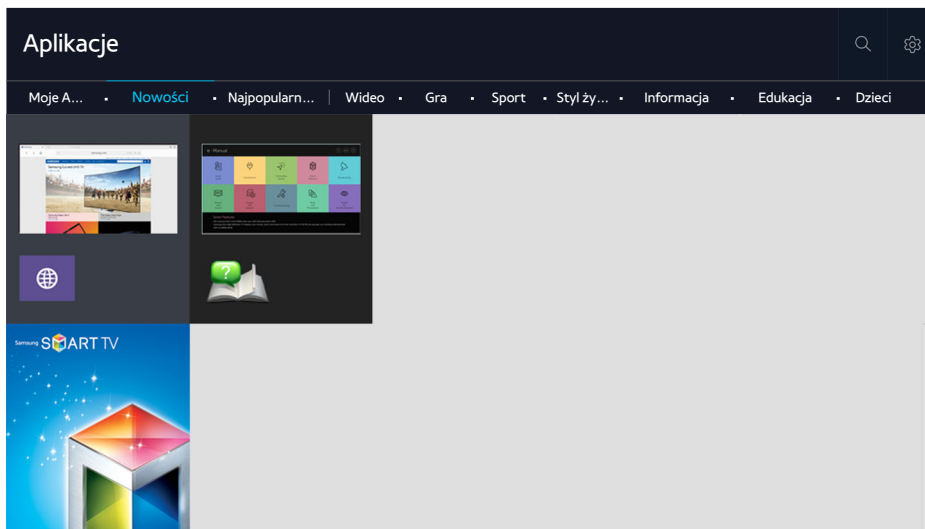 Aplikacje
Moje A... • Nowości • Najpopularn... | Wideo • Gra • Sport • Styl ży... • Informacja • Edukacja • Dzieci
Manual
?
Samsung SMART TV